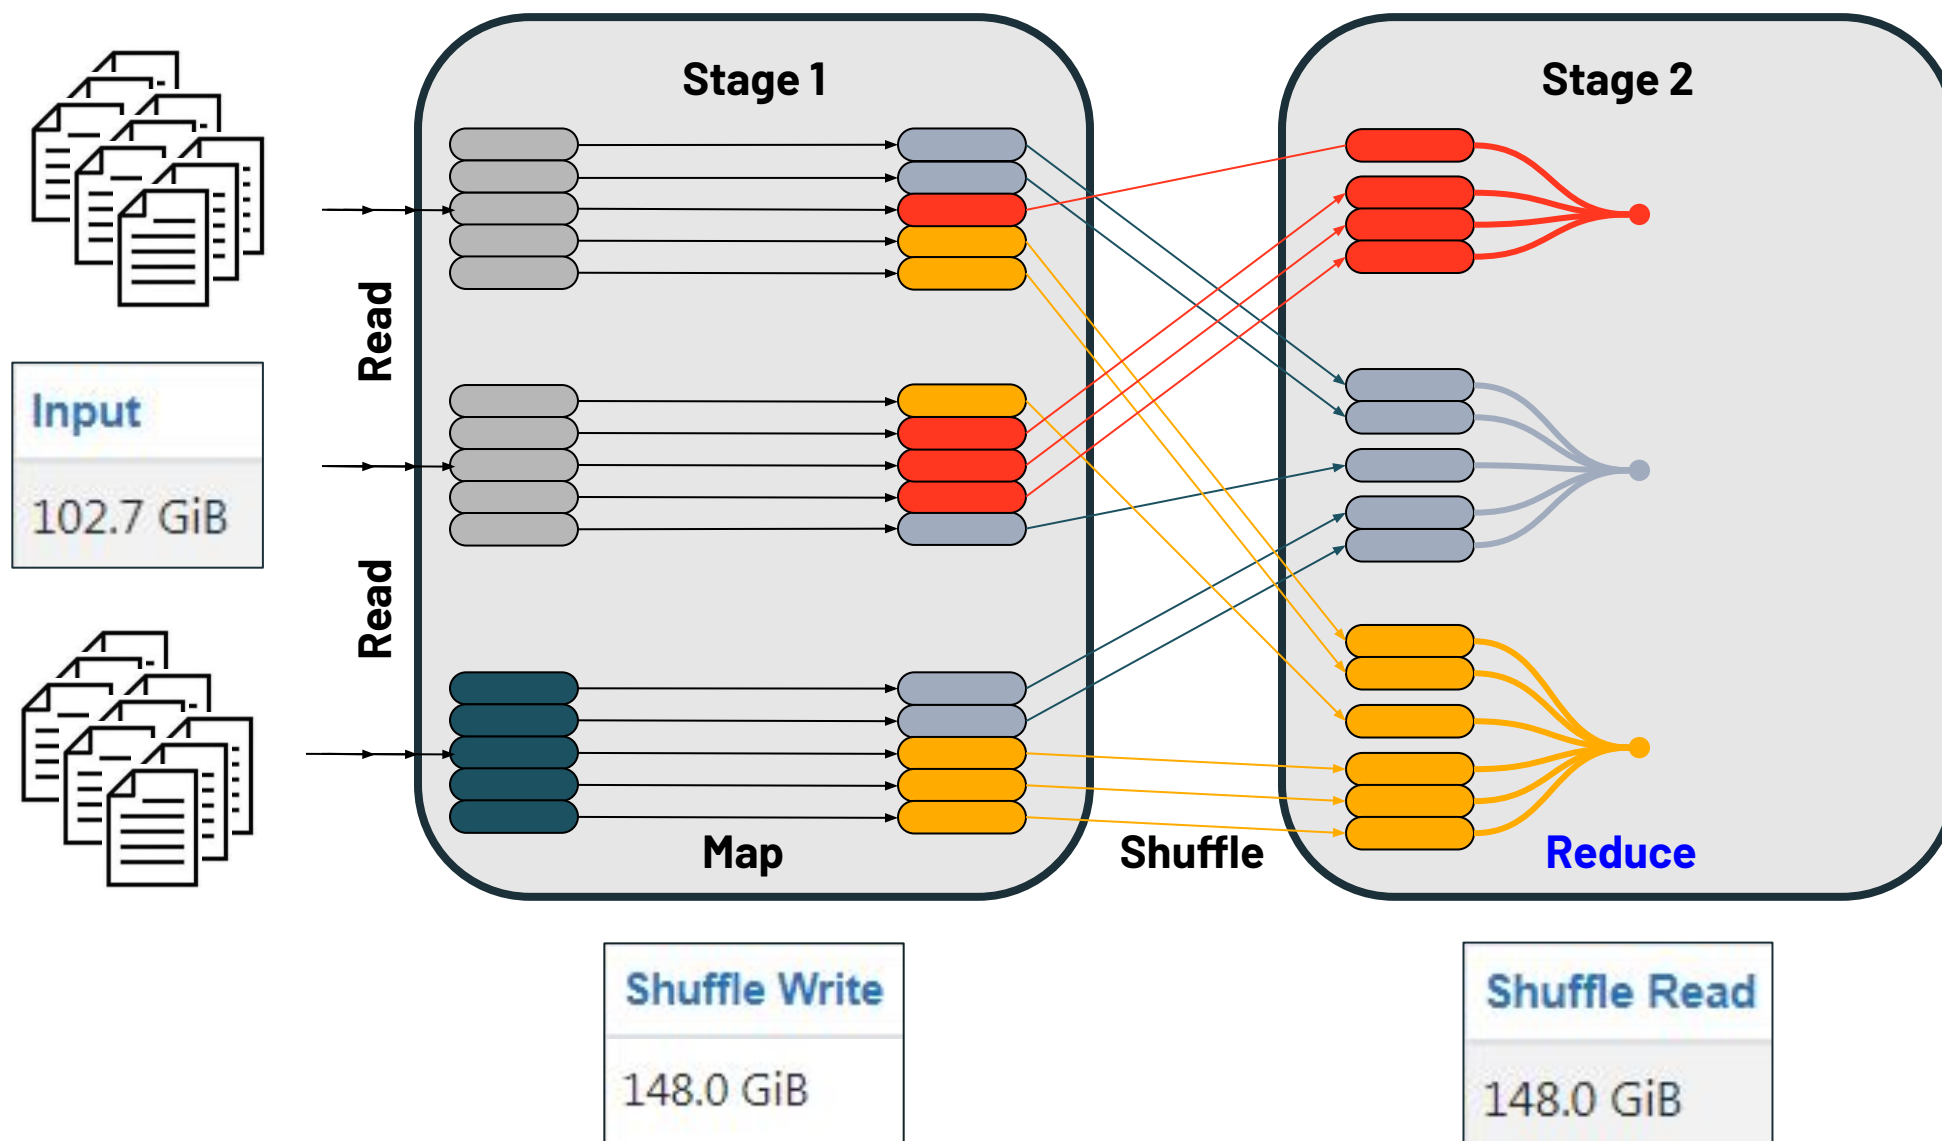 Stage 1
Stage 2
Read
Input
102.7 GiB
Read
Map
Shuffle
Reduce
Shuffle Write
148.0 GiB
Shuffle Read
148.0 GiB